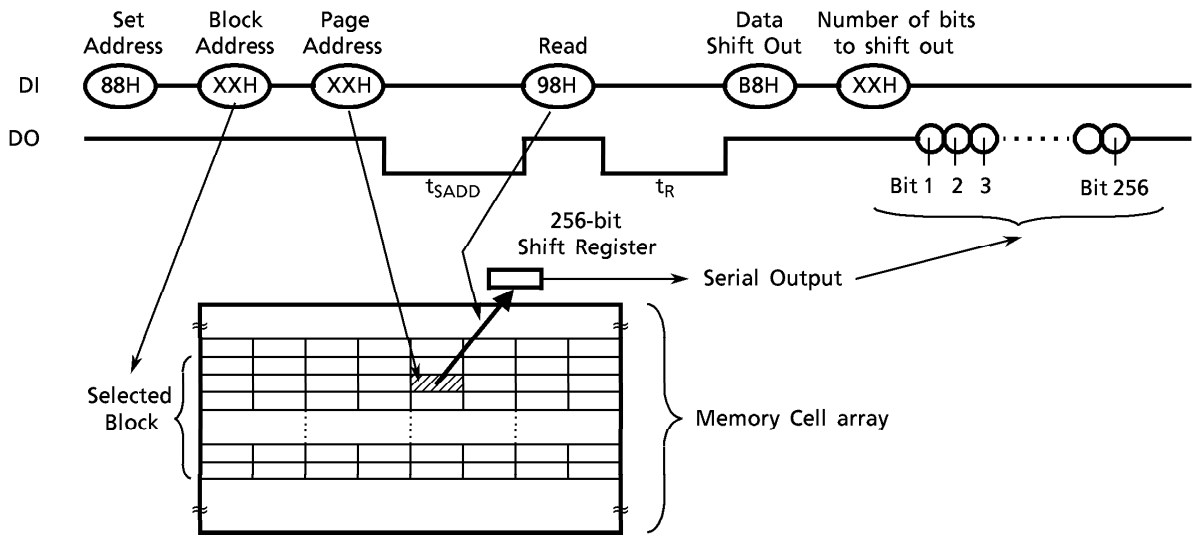 Set
Address
Block
Address
Page
Address
Read
Data
Shift Out
Number of bits
to shift out
DI
88H
XXH
XXH
98H
B8H
XXH
DO
tSADD
tR
Bit 1 2 3
Bit 256
256-bit
Shift Register
Serial Output
Selected
Block
Memory Cell array